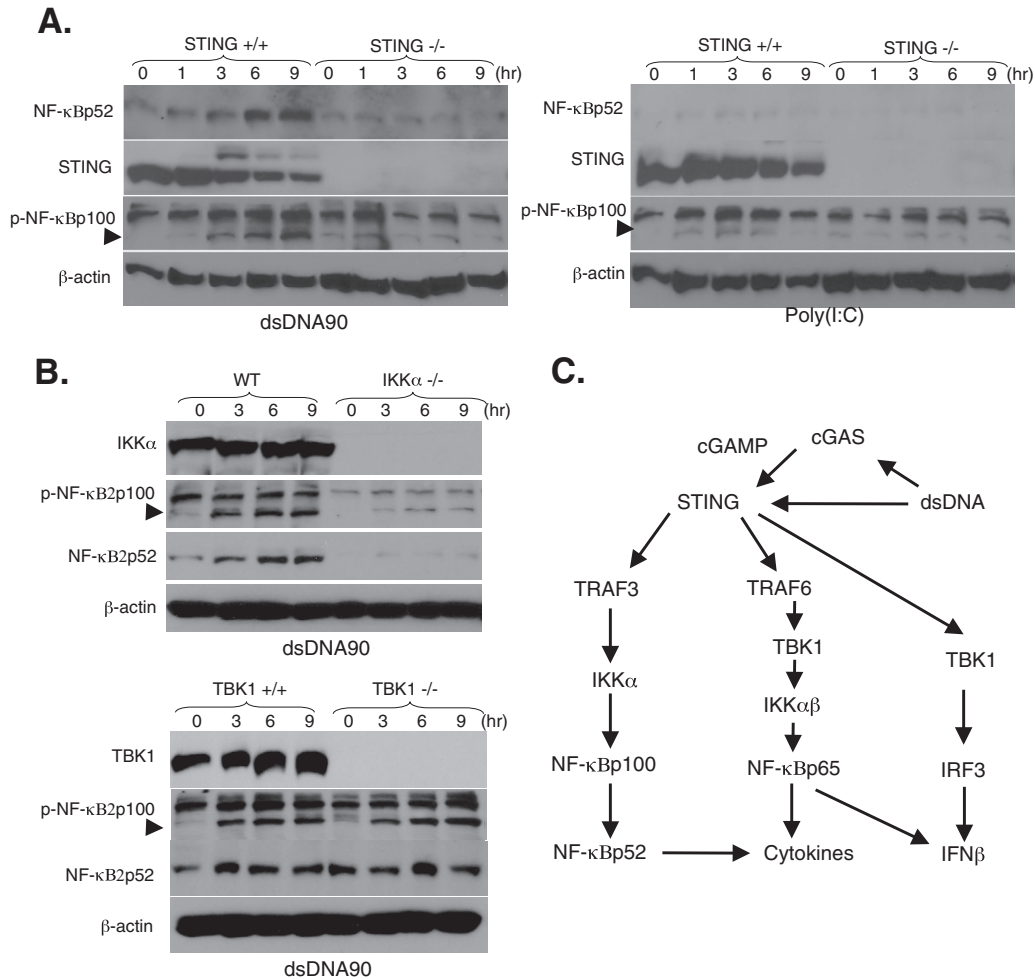 A.
STING +/+ STING -/-
0 1 3 6 9 0 1 3 6 9 (hr)
NF-κBp52
STING
p-NF-κBp100
β-actin
dsDNA90
STING +/+ STING -/-
0 1 3 6 9 0 1 3 6 9 (hr)
NF-κBp52
STING
p-NF-κBp100
β-actin
Poly(I:C)
B.
WT IKKα -/-
0 3 6 9 0 3 6 9 (hr)
IKKα
p-NF-κB2p100
NF-κB2p52
β-actin
dsDNA90
TBK1 +/+ TBK1 -/-
0 3 6 9 0 3 6 9 (hr)
TBK1
p-NF-κB2p100
NF-κB2p52
β-actin
dsDNA90
C.
cGAMP cGAS
STING dsDNA
TRAF3 TRAF6
TBK1 TBK1
IKKα IKKαβ
NF-κBp100 NF-κBp65 IRF3
NF-κBp52 Cytokines IFNβ